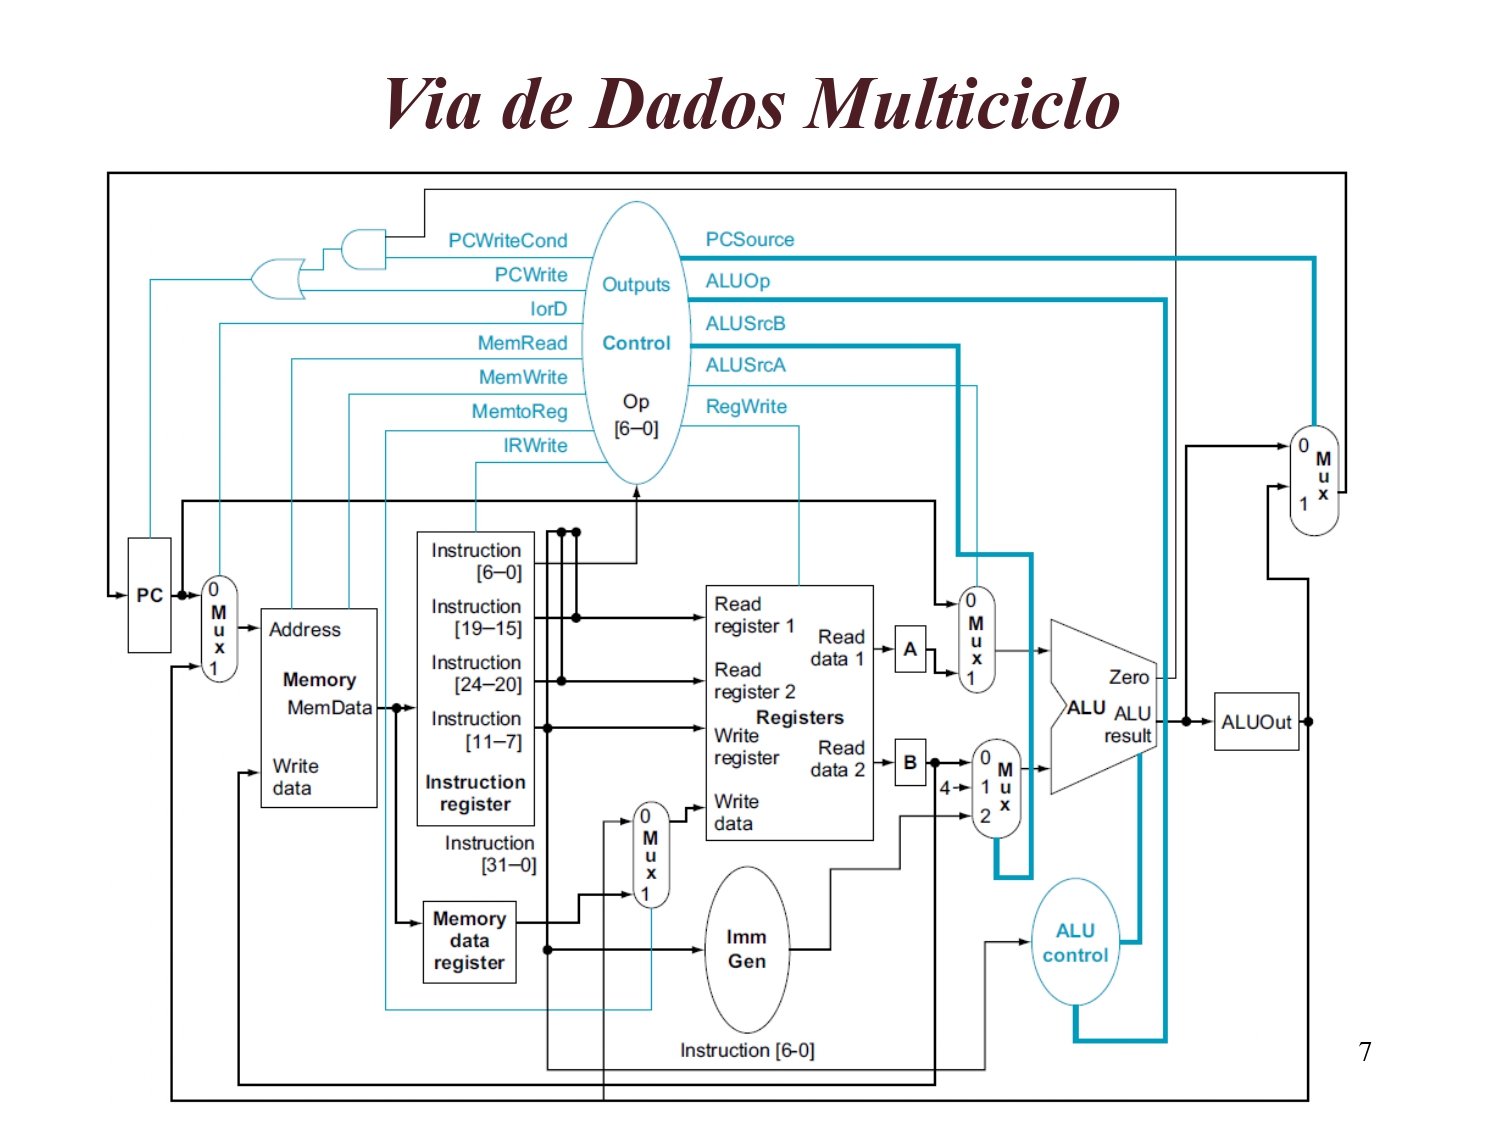 Via de Dados Multiciclo
PCWriteCond
PCWrite
IorD
MemRead
MemWrite
MemtoReg
IRWrite
Outputs
Control
Op
[6–0]
PCSource
ALUOp
ALUSrcB
ALUSrcA
RegWrite
0
M
u
x
1
PC
0
M
u
x
1
Address
Memory
MemData
Write
data
Instruction
[6–0]
Instruction
[19–15]
Instruction
[24–20]
Instruction
[11–7]
Instruction
register
Instruction
[31–0]
Memory
data
register
0
M
u
x
1
Read
register 1
Read
register 2
Registers
Write
register
Write
data
Read
data 1
Read
data 2
A
B
Imm
Gen
Instruction [6-0]
0
M
u
x
1
0
M
4
1 u
x
2
Zero
ALU
ALU
result
ALUOut
ALU
control
7